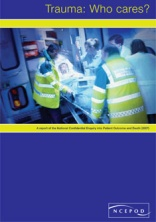 Trauma: Who cares?
A report of the National Confidential Enquiry into Patient Outcome and Death (2007)
NCEPOD